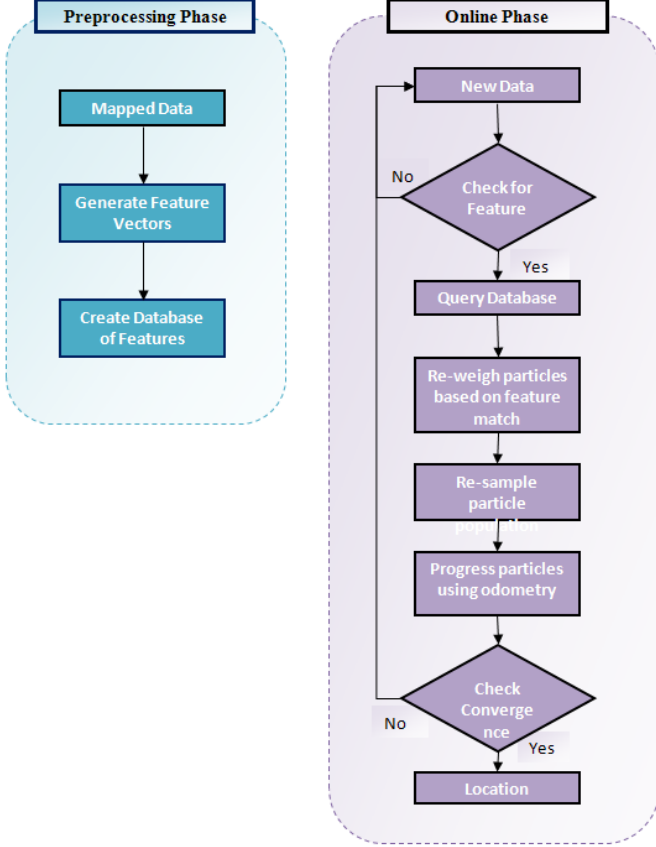 Preprocessing Phase
Mapped Data
Generate Feature
Vectors
Create Database
of Features
Online Phase
New Data
No
Check for
Feature
Yes
Query Database
Re-weigh particles
based on feature
match
Re-sample
particle
population
Progress particles
using odometry
Check
Converge
nce
No
Yes
Location